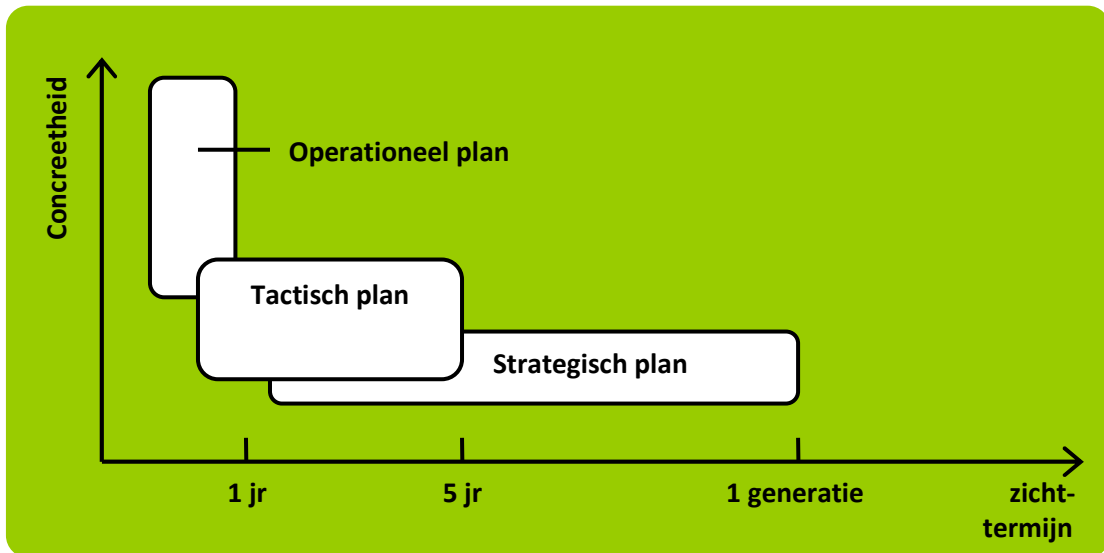 Concreetheid
Operationeel plan
Tactisch plan
Strategisch plan
1 jr
5 jr
1 generatie
zicht-
termijn